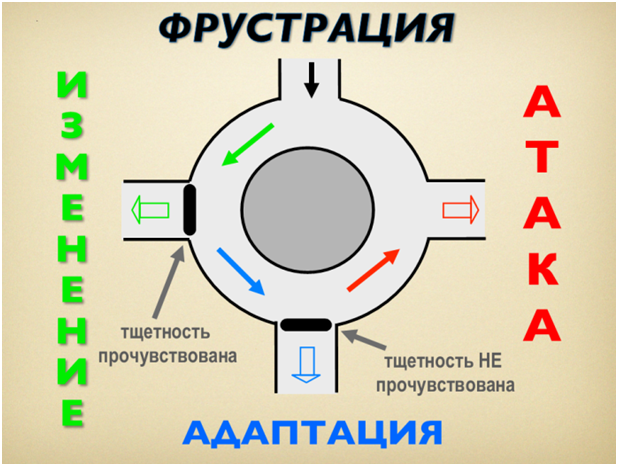 ФРУСТРАЦИЯ
ИЗМЕНЕНИЕ
АТАКА
тщетность
прочувствована
тщетность НЕ
прочувствована
АДАПТАЦИЯ